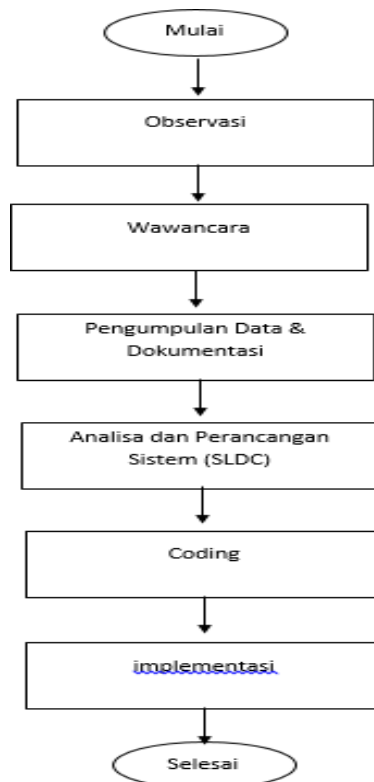 Mulai
Observasi
Wawancara
Pengumpulan Data &
Dokumentasi
Analisa dan Perancangan
Sistem (SLDC)
Coding
implementasi
Selesai